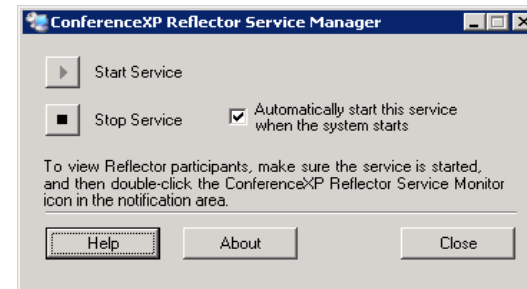 ConferenceXP Reflector Service Manager
Start Service
Stop Service
Automatically start this service
when the system starts
To view Reflector participants, make sure the service is started,
and then double-click the ConferenceXP Reflector Service Monitor
icon in the notification area.
Help About Close